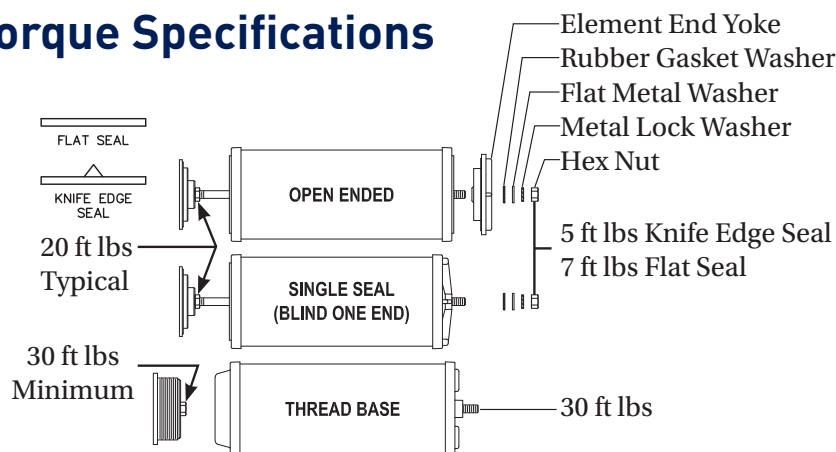 orque Specifications
Element End Yoke
Rubber Gasket Washer
Flat Metal Washer
Metal Lock Washer
Hex Nut
FLAT SEAL
KNIFE EDGE
SEAL
OPEN ENDED
20 ft lbs
Typical
5 ft lbs Knife Edge Seal
7 ft lbs Flat Seal
SINGLE SEAL
(BLIND ONE END)
30 ft lbs
Minimum
THREAD BASE
30 ft lbs